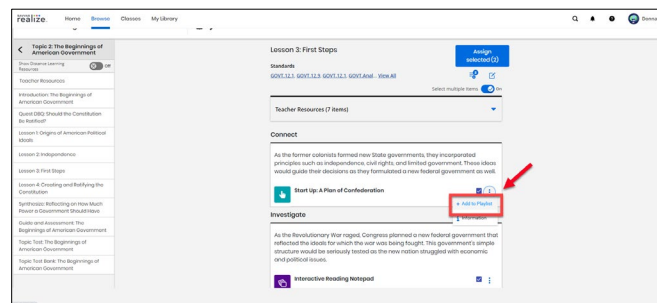 realize.
Home
Browse
Classes
My Library
Donna
Topic 2: The Beginnings of
American Government
Show Distance Learning
Resources
Off
Teacher Resources
Introduction: The Beginnings of
American Government
Quest DBQ: Should the Constitution
Be Ratified?
Lesson 1: Origins of American Political
Ideals
Lesson 2: Independence
Lesson 3: First Steps
Lesson 4: Creating and Ratifying the
Constitution
Synthesis: Reflecting on How Much
Power a Government Should Have
Guide and Assessment: The
Beginnings of American Government
Topic Test: The Beginnings of
American Government
Topic Test Bank: The Beginnings of
American Government
Lesson 3: First Steps
Assign
selected (2)
Standards
GOVT.12.1, GOVT.12.9, GOVT.12.1, GOVT.Anal... View All
Select multiple items
On
Teacher Resources (7 items)
Connect
As the former colonists formed new State governments, they incorporated
principles such as independence, civil rights, and limited government. These ideas
would guide their decisions as they formulated a new federal government as well.
Start Up: A Plan of Confederation
+ Add to Playlist
Information
Investigate
As the Revolutionary War raged, Congress planned a new federal government that
reflected the ideals for which the war was being fought. This government's simple
structure would be seriously tested as the new nation struggled with economic
and political issues.
Interactive Reading Notepad